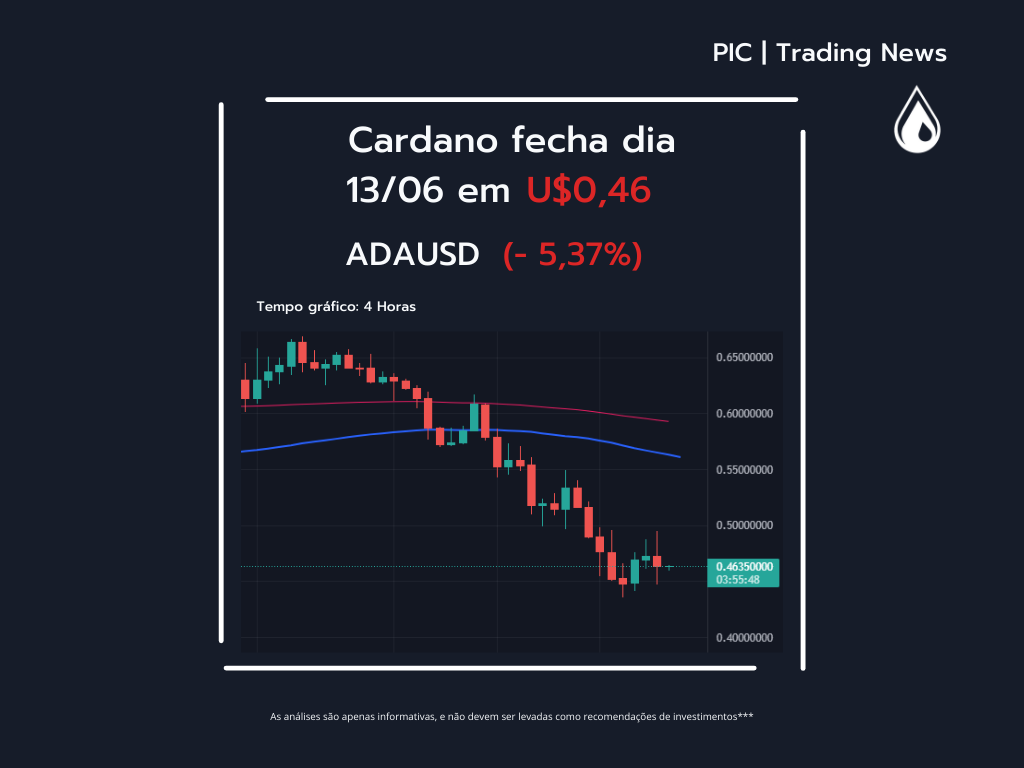 PIC | Trading News
Cardano fecha dia
13/06 em U$0,46
ADAUSD (- 5,37%)
Tempo gráfico: 4 Horas
0.65000000
0.60000000
0.55000000
0.50000000
0.46350000
03:55:48
0.40000000
As análises são apenas informativas, e não devem ser levadas como recomendações de investimentos***